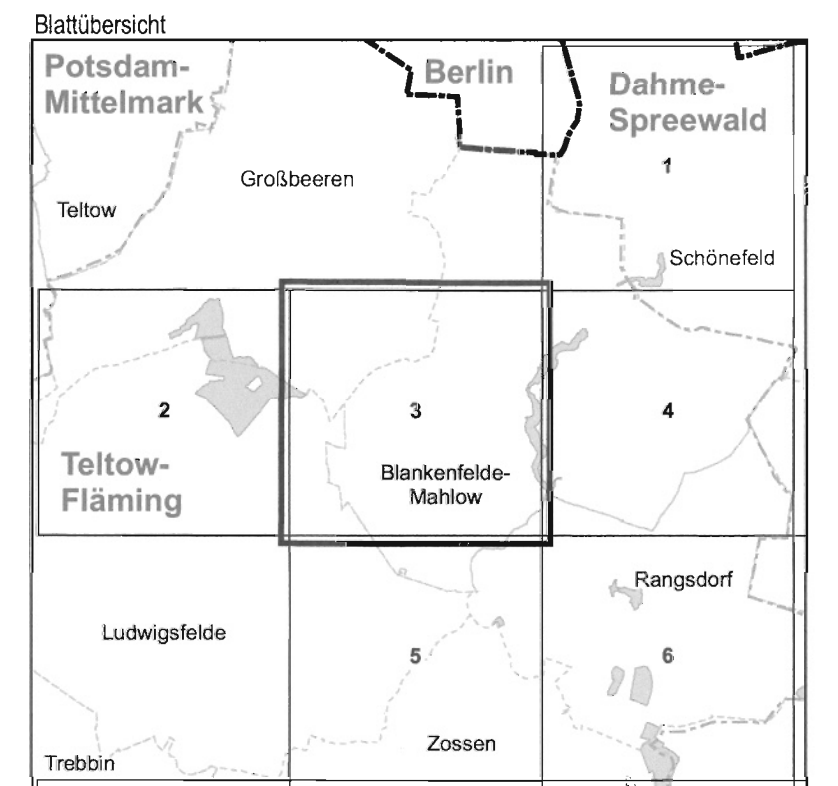 Blattübersicht
Potsdam-
Mittelmark
Berlin
Dahme-
Spreewald
1
Großbeeren
Teltow
Schönefeld
2
3
4
Teltow-
Fläming
Blankenfelde-
Mahlow
Rangsdorf
Ludwigsfelde
5
6
Zossen
Trebbin